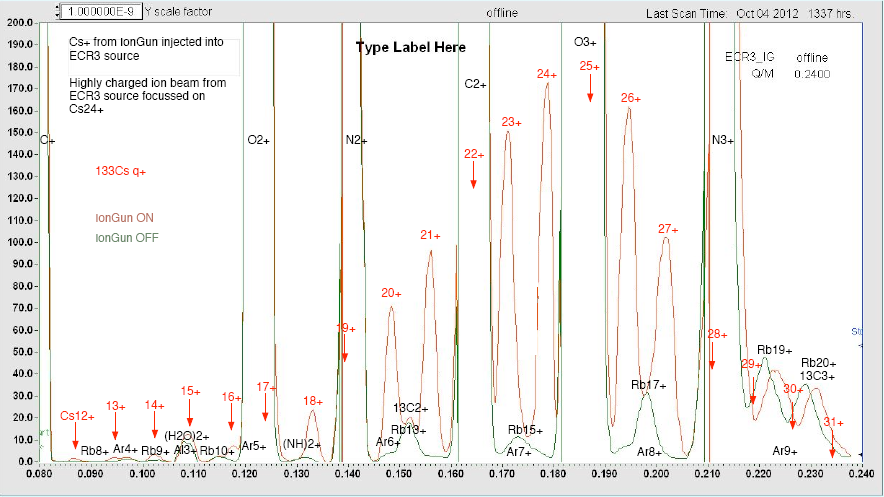 1.000000E-9 Y scale factor
offline
Last Scan Time: Oct 04 2012 1337 hrs.
200.0
190.0
180.0
170.0
160.0
150.0
140.0
130.0
120.0
110.0
100.0
90.0
80.0
70.0
60.0
50.0
40.0
30.0
20.0
10.0
0.0
Cs+ from IonGun injected into
ECR3 source
Highly charged ion beam from
ECR3 source focussed on
Cs24+
Type Label Here
ECR3_IG offline
Q/M 0.2400
133Cs q+
ionGun ON
ionGun OFF
C+
O2+
N2+
C2+
O3+
N3+
Cs12+
13+
14+
15+
16+
17+
18+
19+
20+
21+
22+
23+
24+
25+
26+
27+
28+
29+
30+
31+
Rb8+
Ar4+
Rb9+
(H2O)2+
Al3+
Rb10+
Ar5+
(NH)2+
Ar6+
13C2+
Rb13+
Rb15+
Ar7+
Rb17+
Ar8+
Rb19+
Rb20+
13C3+
Ar9+
0.080 0.090 0.100 0.110 0.120 0.130 0.140 0.150 0.160 0.170 0.180 0.190 0.200 0.210 0.220 0.230 0.240